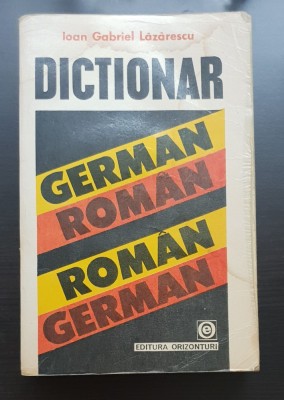 Ioan Gabriel Lăzărescu
DICTIONAR
GERMAN
ROMÂN
ROMÂN
GERMAN
e
EDITURA ORIZONTURI